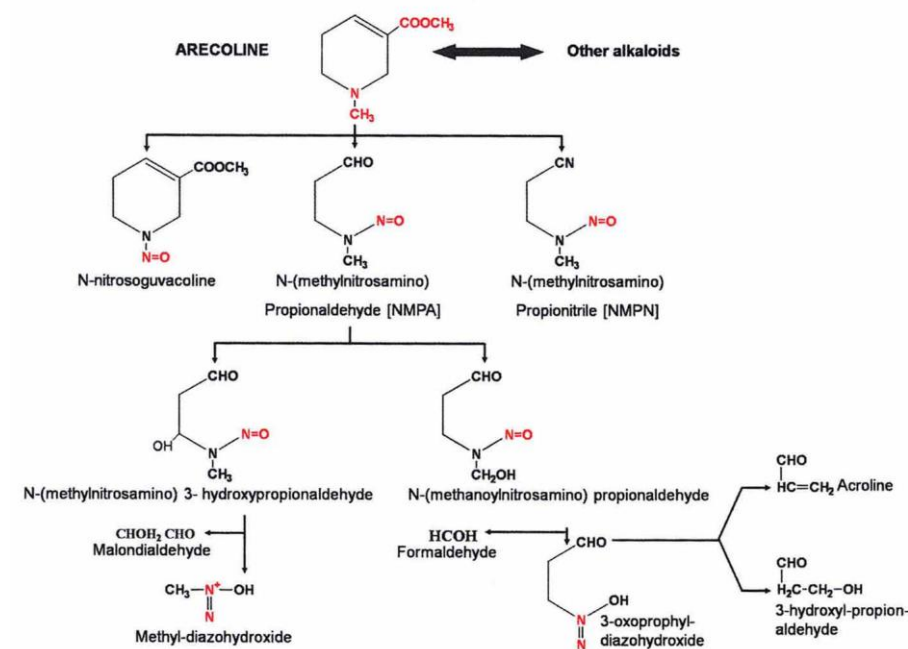 COOCH₃
ARECOLINE
Other alkaloids
N
CH₃
COOCH₃
N
N=O
N-nitrosoguvacoline
CHO
N=O
N
CH₃
N-(methylnitrosamino)
Propionaldehyde [NMPA]
CN
N=O
N
CH₃
N-(methylnitrosamino)
Propionitrile [NMPN]
CHO
OH
N=O
N
CH₃
N-(methylnitrosamino) 3- hydroxypropionaldehyde
CHO
N=O
N
CH₂OH
N-(methanoylnitrosamino) propionaldehyde
CHOH₂ CHO
Malondialdehyde
CH₃-N⁺-OH
N
Methyl-diazohydroxide
HCOH
Formaldehyde
CHO
OH
N
N
3-oxoprophyl-
diazohydroxide
CHO
HC=CH₂ Acroline
CHO
H₂C-CH₂-OH
3-hydroxyl-propion-
aldehyde